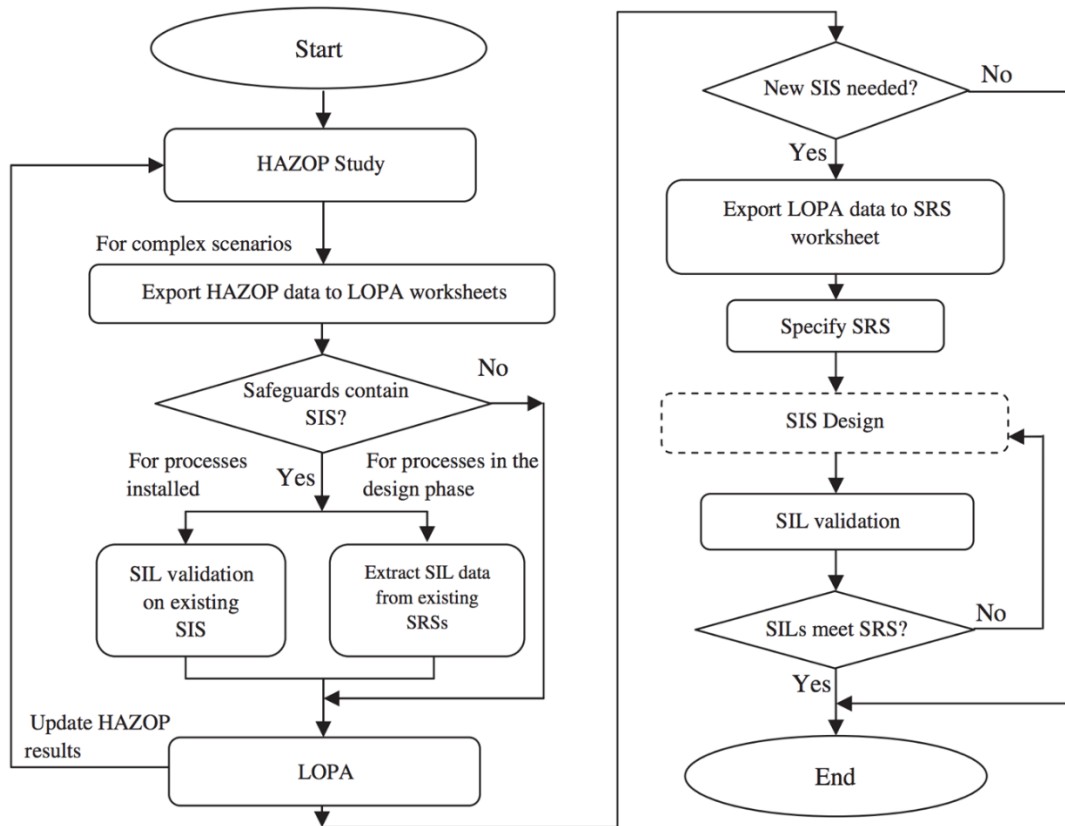 Start
HAZOP Study
For complex scenarios
Export HAZOP data to LOPA worksheets
Safeguards contain
SIS?
No
For processes
installed
Yes
For processes in the
design phase
SIL validation
on existing
SIS
Extract SIL data
from existing
SRSs
Update HAZOP
results
LOPA
New SIS needed?
No
Yes
Export LOPA data to SRS
worksheet
Specify SRS
SIS Design
SIL validation
SILs meet SRS?
No
Yes
End